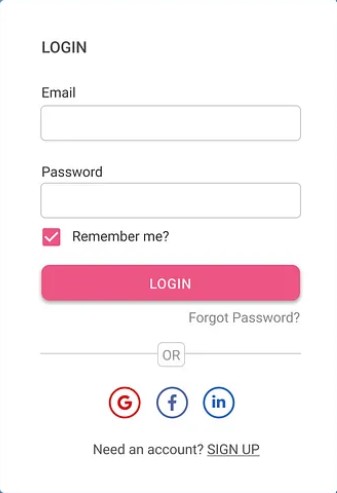 LOGIN
Email
Password
Remember me?
LOGIN
Forgot Password?
OR
G f in
Need an account? SIGN UP